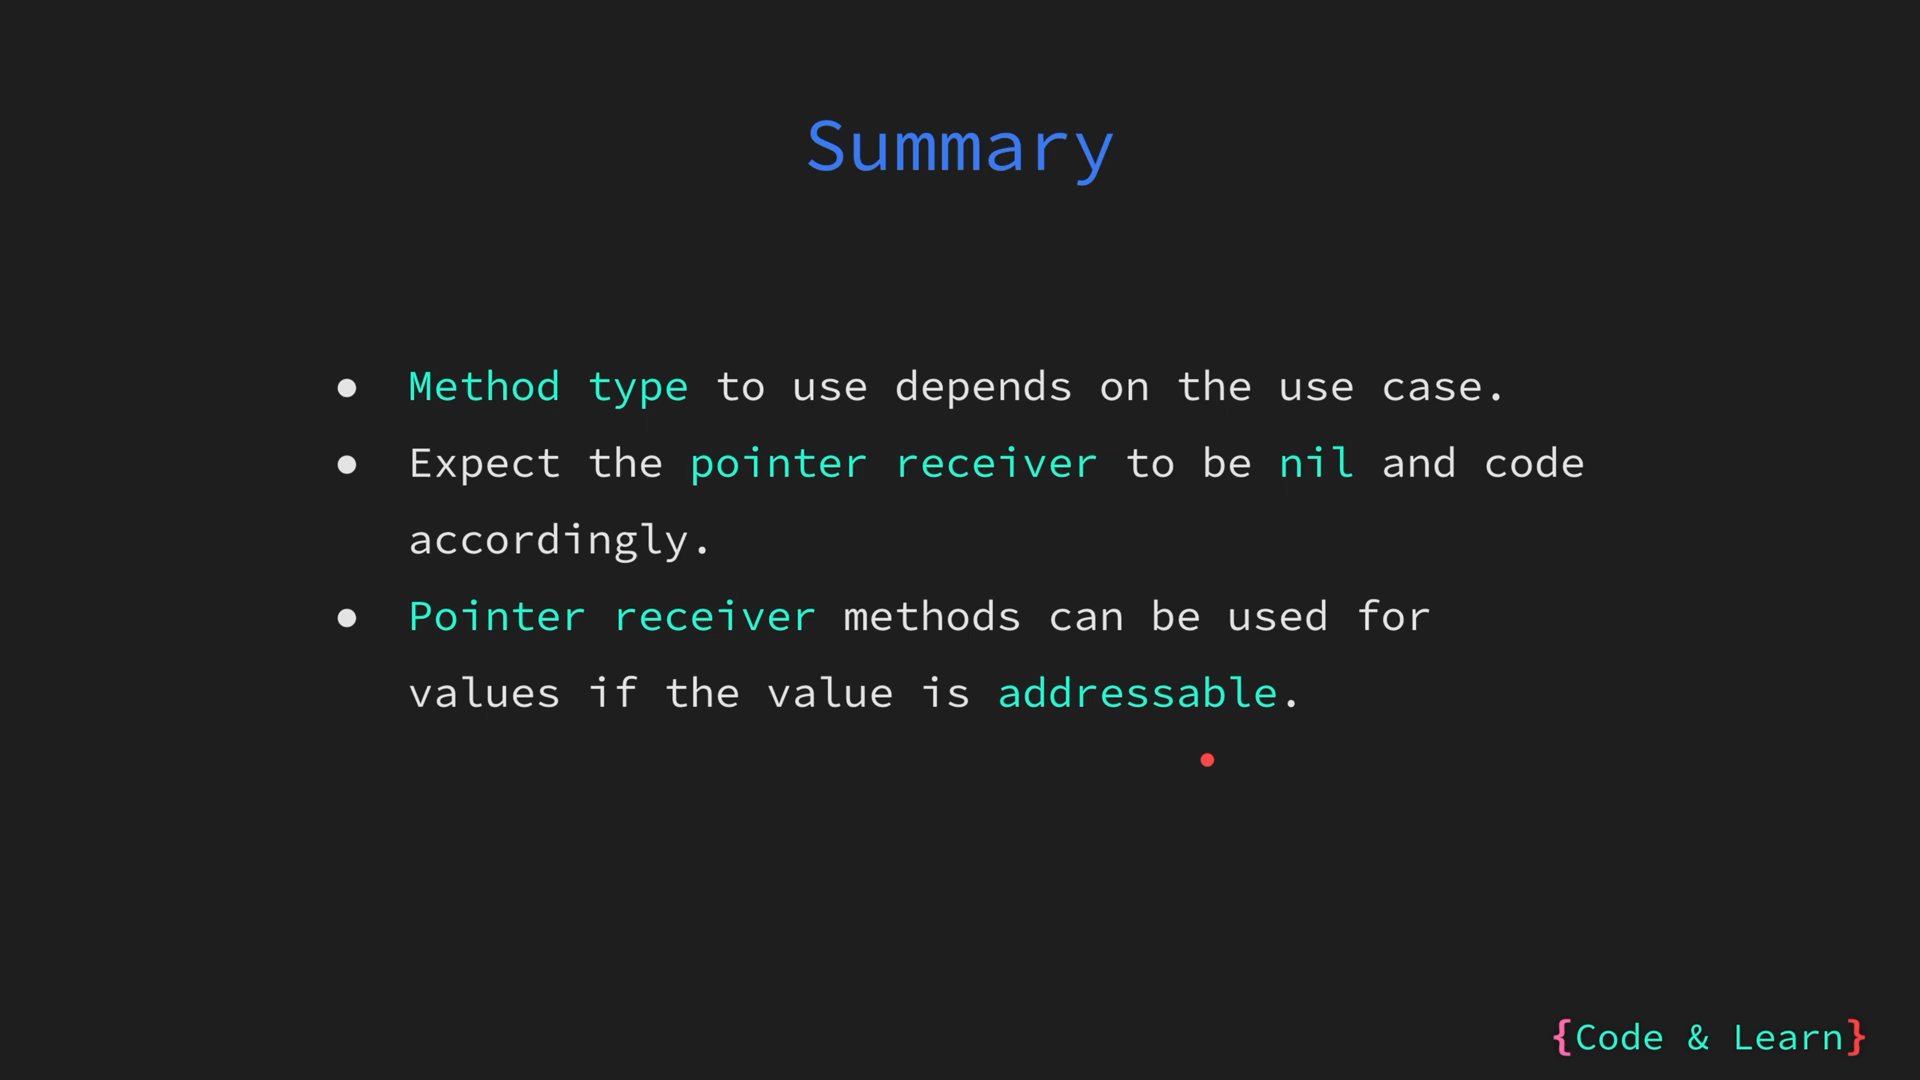 Summary
● Method type to use depends on the use case.
● Expect the pointer receiver to be nil and code
accordingly.
● Pointer receiver methods can be used for
values if the value is addressable.
{Code & Learn}